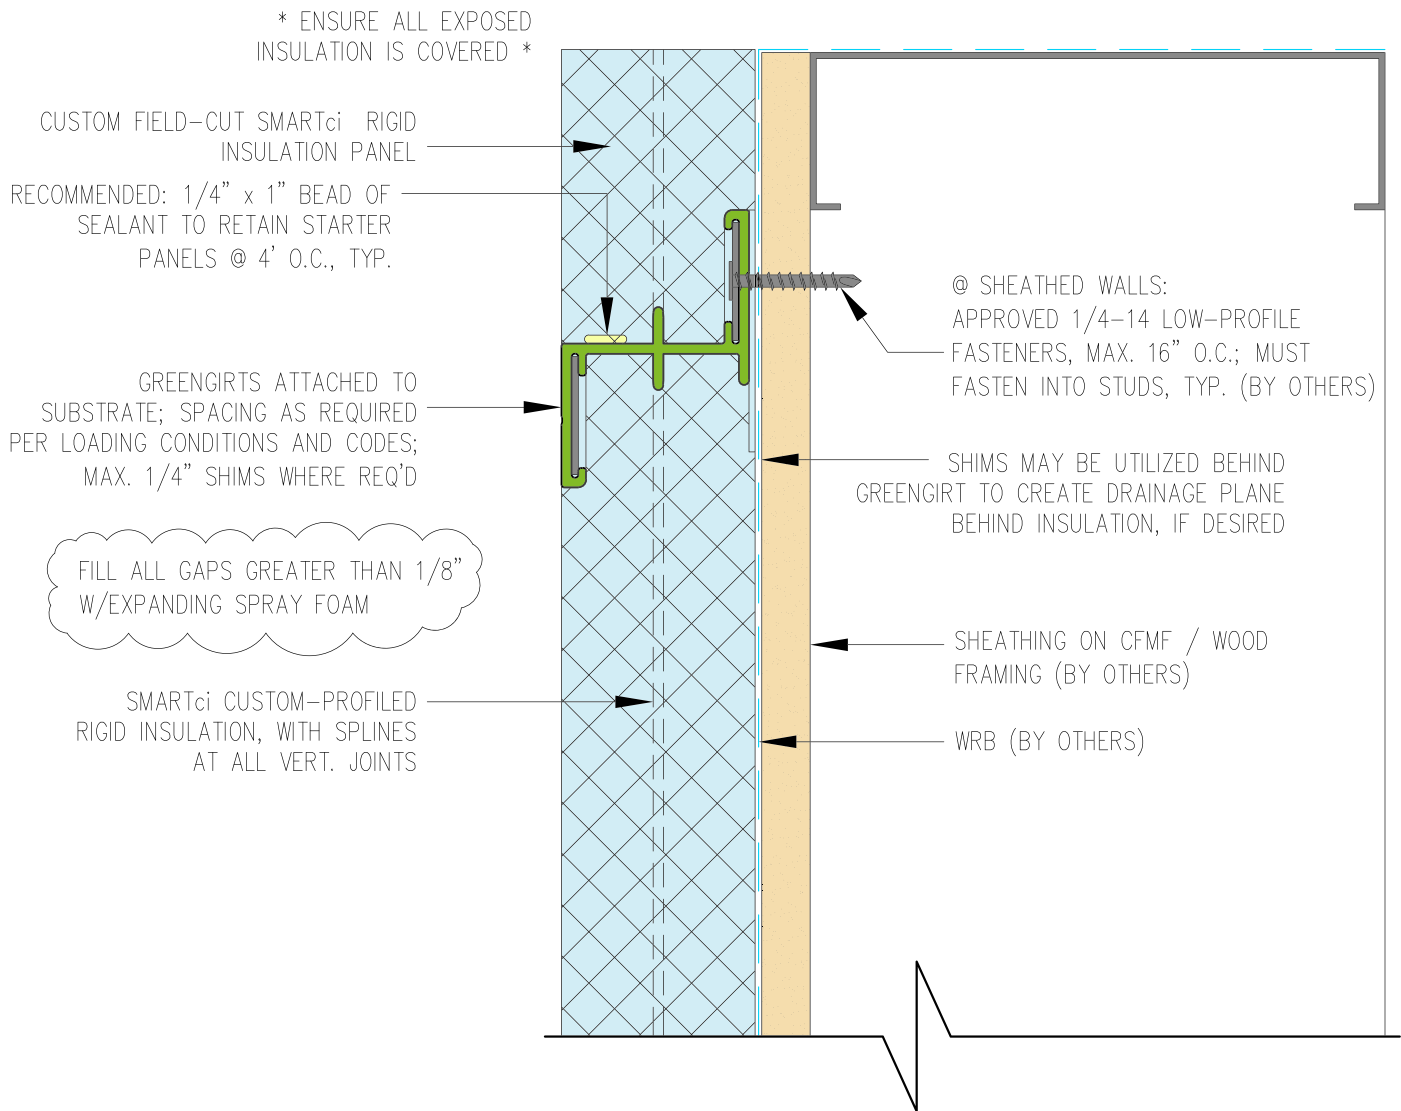 * ENSURE ALL EXPOSED
INSULATION IS COVERED *
CUSTOM FIELD-CUT SMARTci RIGID
INSULATION PANEL
RECOMMENDED: 1/4" x 1" BEAD OF
SEALANT TO RETAIN STARTER
PANELS @ 4' O.C., TYP.
GREENGIRTS ATTACHED TO
SUBSTRATE; SPACING AS REQUIRED
PER LOADING CONDITIONS AND CODES;
MAX. 1/4" SHIMS WHERE REQ'D
FILL ALL GAPS GREATER THAN 1/8"
W/EXPANDING SPRAY FOAM
SMARTci CUSTOM-PROFILED
RIGID INSULATION, WITH SPLINES
AT ALL VERT. JOINTS
@ SHEATHED WALLS:
APPROVED 1/4-14 LOW-PROFILE
FASTENERS, MAX. 16" O.C.; MUST
FASTEN INTO STUDS, TYP. (BY OTHERS)
SHIMS MAY BE UTILIZED BEHIND
GREENGIRT TO CREATE DRAINAGE PLANE
BEHIND INSULATION, IF DESIRED
SHEATHING ON CFMF / WOOD
FRAMING (BY OTHERS)
WRB (BY OTHERS)